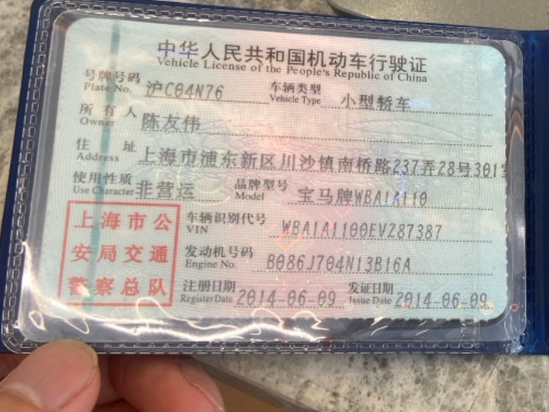 中华人民共和国机动车行驶证
Vehicle License of the People's Republic of China
号牌号码 沪C04N76 车辆类型 小型轿车
Plate No. Vehicle Type
所有人 陈友伟
Owner
住址 上海市浦东新区川沙镇南桥路237弄28号301室
Address
使用性质 非营运 品牌型号 宝马牌WBA1A110
Use Character Model
上海市公
安局交通
警察总队
车辆识别代号 WBA1A1100EV287387
VIN
发动机号码 B086J704N13B16A
Engine No.
注册日期 2014-06-09 发证日期 2014-06-09
Register Date Issue Date